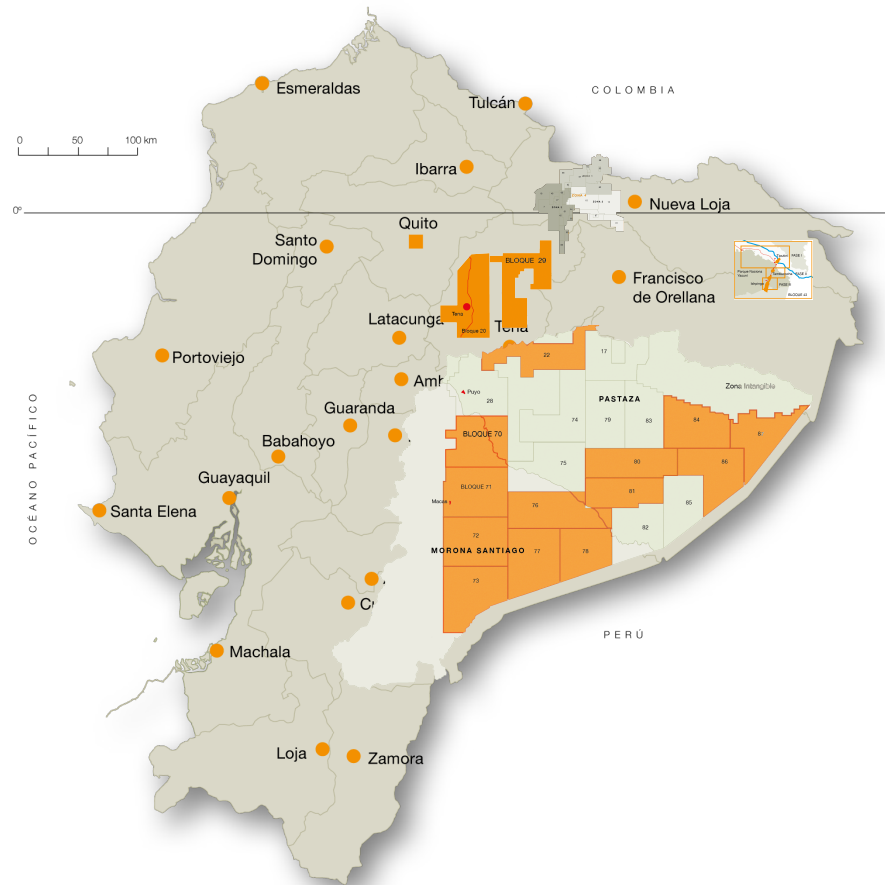 Esmeraldas
COLOMBIA
Tulcán
0 50 100 km
Ibarra
Nueva Loja
0º
Quito
Santo
Domingo
BLOQUE 29
Francisco
de Orellana
BLOQUE 43
Tena
Bloque 20
Latacunga
Portoviejo
22
17
Zona Intangible
Puyo
28
PASTAZA
74
79
83
84
Guaranda
BLOQUE 70
Babahoyo
75
80
86
Guayaquil
BLOQUE 71
81
85
Macas
76
Santa Elena
82
72
MORONA SANTIAGO
77
78
73
OCÉANO PACÍFICO
PERÚ
Machala
Loja
Zamora